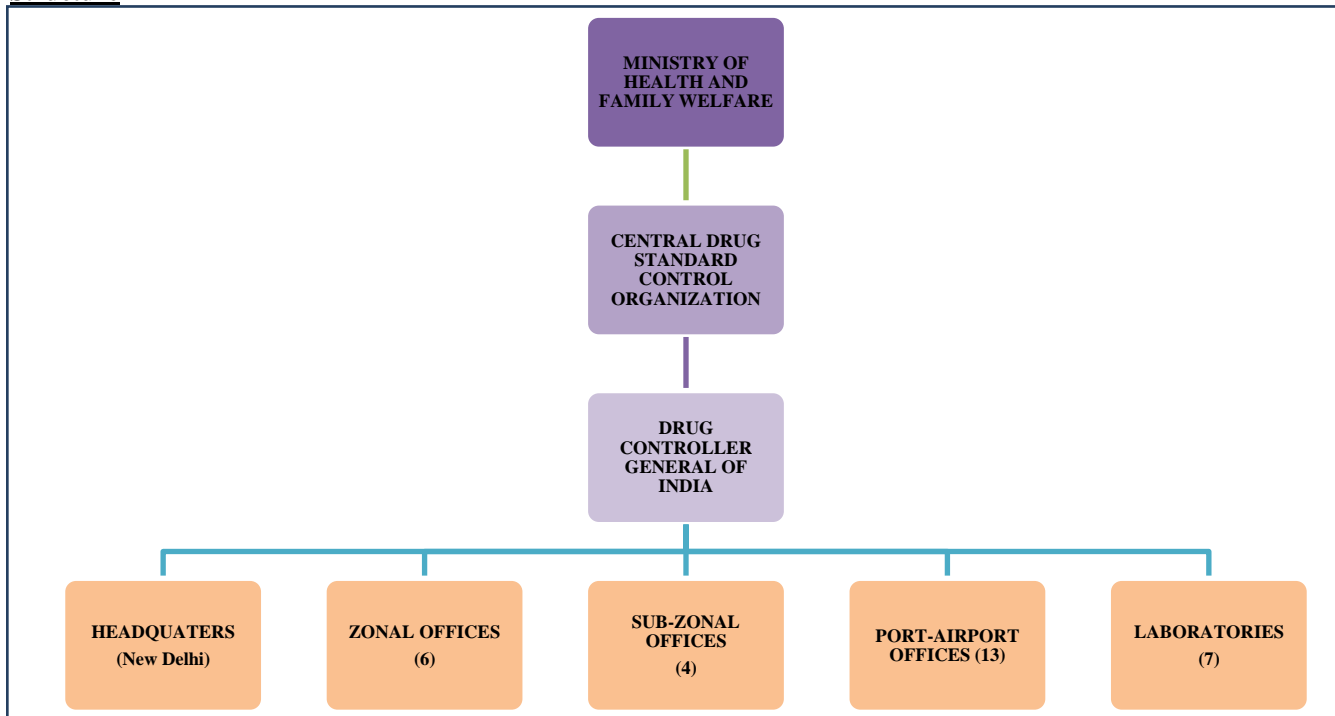 MINISTRY OF
HEALTH AND
FAMILY WELFARE
CENTRAL DRUG
STANDARD
CONTROL
ORGANIZATION
DRUG
CONTROLLER
GENERAL OF
INDIA
HEADQUATERS
(New Delhi)
ZONAL OFFICES
(6)
SUB-ZONAL
OFFICES
(4)
PORT-AIRPORT
OFFICES (13)
LABORATORIES
(7)